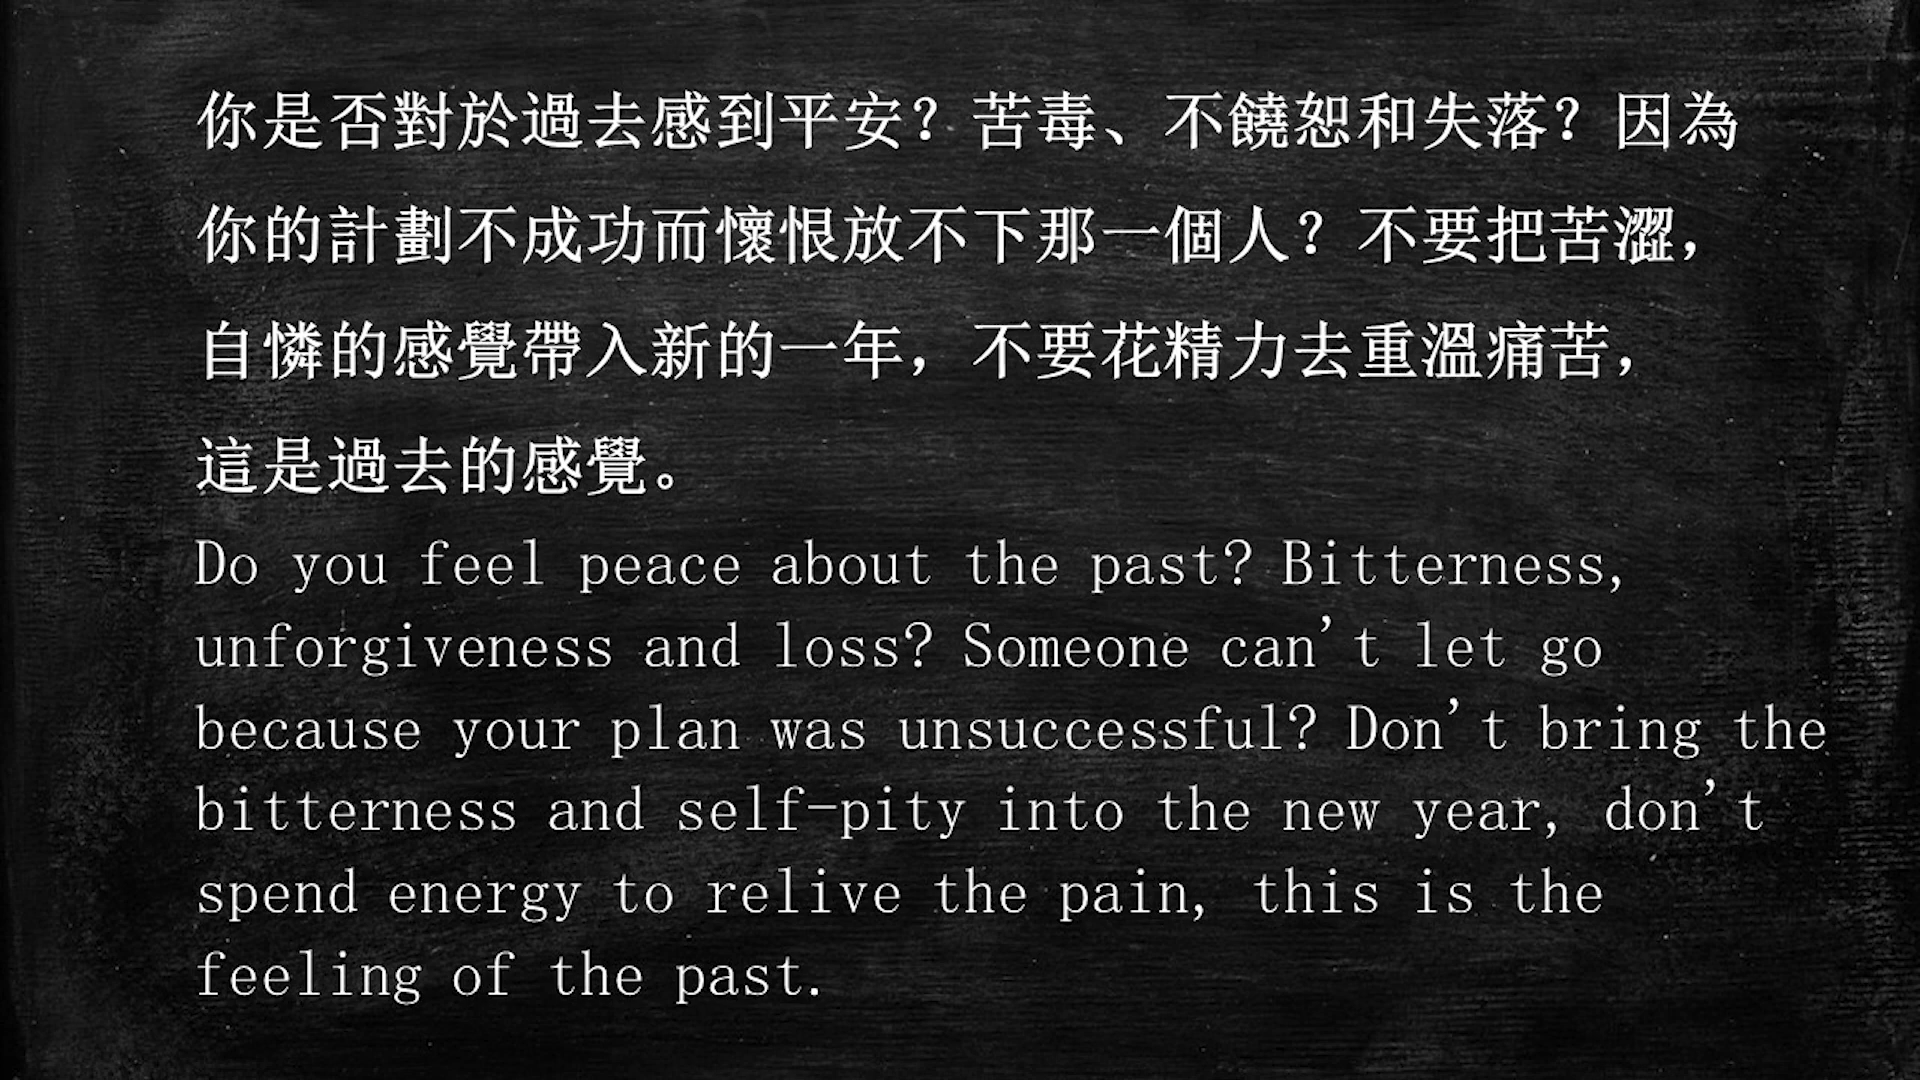 你是否對於過去感到平安？苦毒、不饒恕和失落？因為
你的計劃不成功而懷恨放不下那一個人？不要把苦澀，
自憐的感覺帶入新的一年，不要花精力去重溫痛苦，
這是過去的感覺。
Do you feel peace about the past? Bitterness,
unforgiveness and loss? Someone can't let go
because your plan was unsuccessful? Don't bring the
bitterness and self-pity into the new year, don't
spend energy to relive the pain, this is the
feeling of the past.